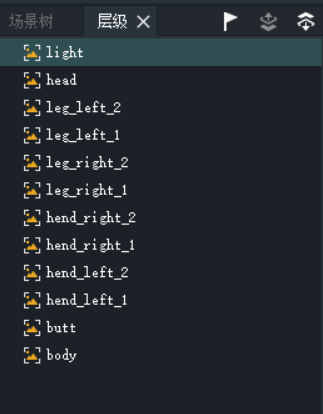 场景树 层级
light
head
leg_left_2
leg_left_1
leg_right_2
leg_right_1
hend_right_2
hend_right_1
hend_left_2
hend_left_1
butt
body